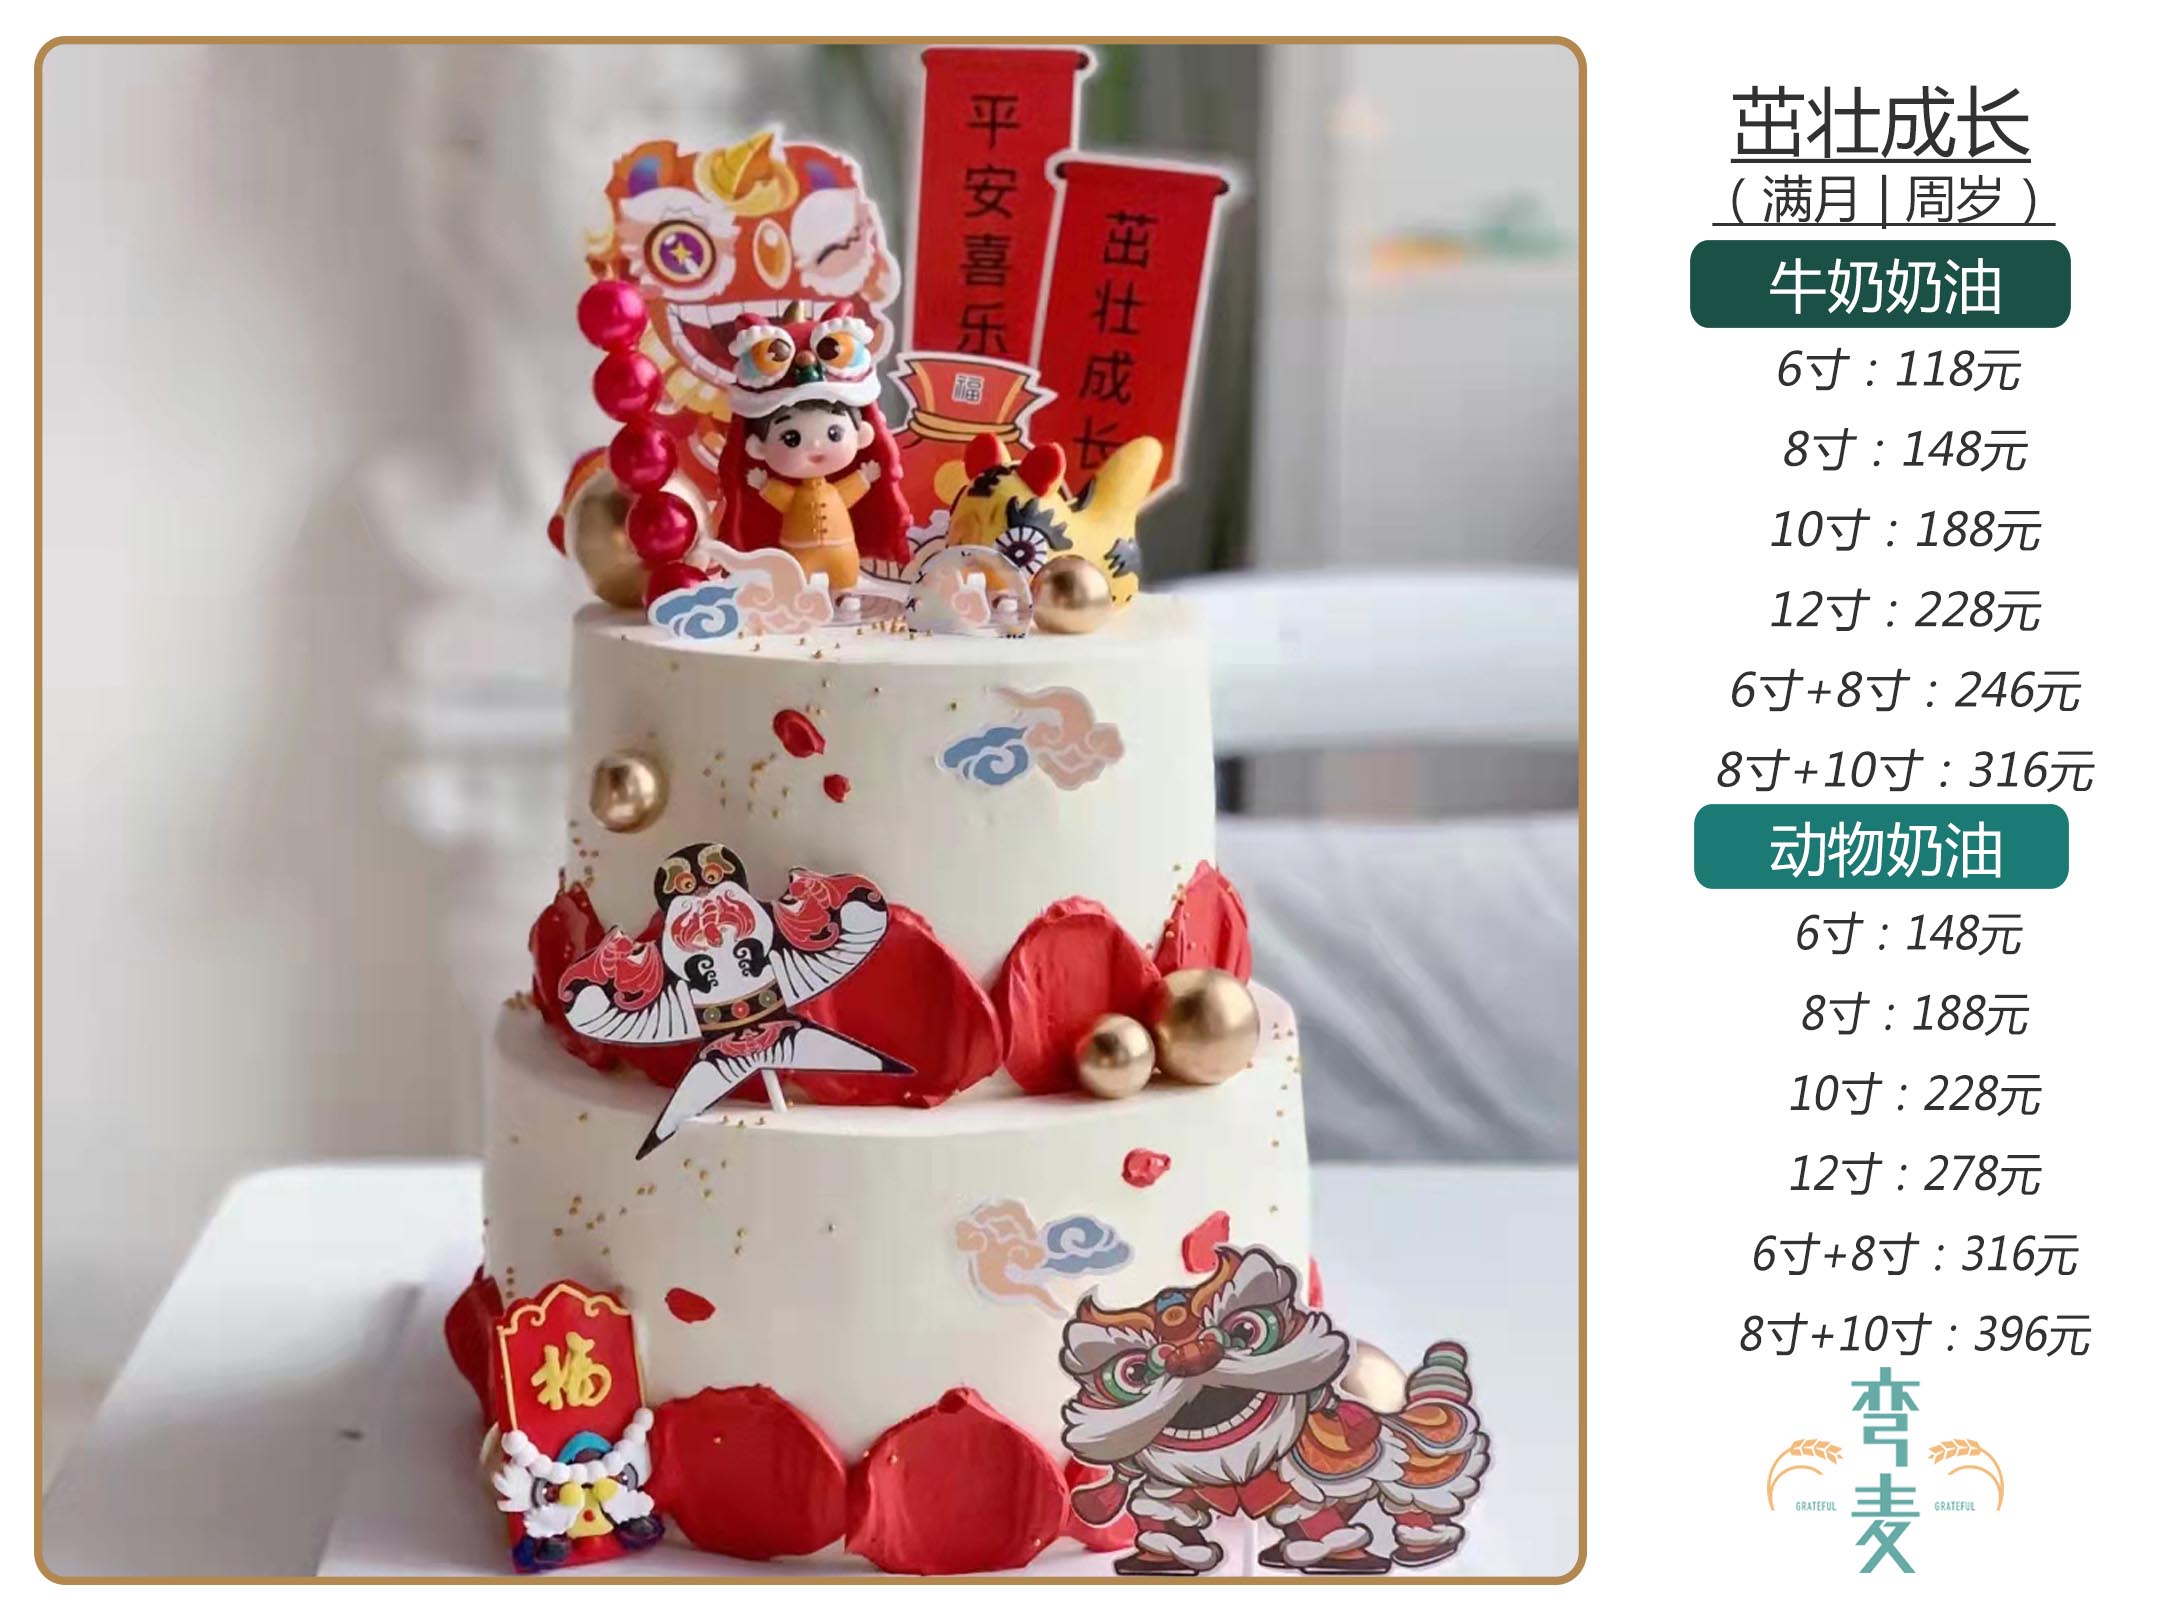 平安喜乐
茁壮成长
福
福
茁壮成长
（满月|周岁）
牛奶奶油
6寸：118元
8寸：148元
10寸：188元
12寸：228元
6寸+8寸：246元
8寸+10寸：316元
动物奶油
6寸：148元
8寸：188元
10寸：228元
12寸：278元
6寸+8寸：316元
8寸+10寸：396元
弯麦
GRATEFUL
GRATEFUL